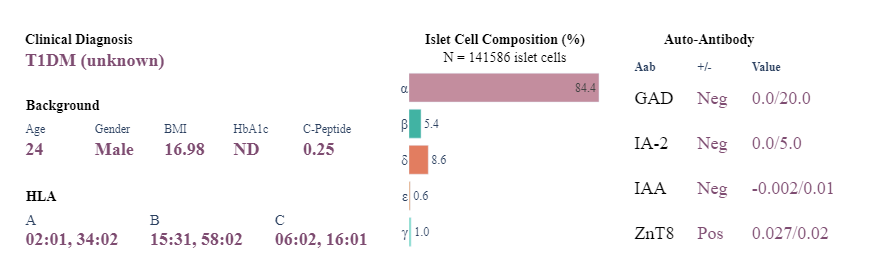 Clinical Diagnosis
T1DM (unknown)
Background
Age Gender BMI HbA1c C-Peptide
24 Male 16.98 ND 0.25
HLA
A B C
02:01, 34:02 15:31, 58:02 06:02, 16:01
Islet Cell Composition (%)
N = 141586 islet cells
α 84.4
β 5.4
δ 8.6
ε 0.6
γ 1.0
Auto-Antibody
Aab +/- Value
GAD Neg 0.0/20.0
IA-2 Neg 0.0/5.0
IAA Neg -0.002/0.01
ZnT8 Pos 0.027/0.02